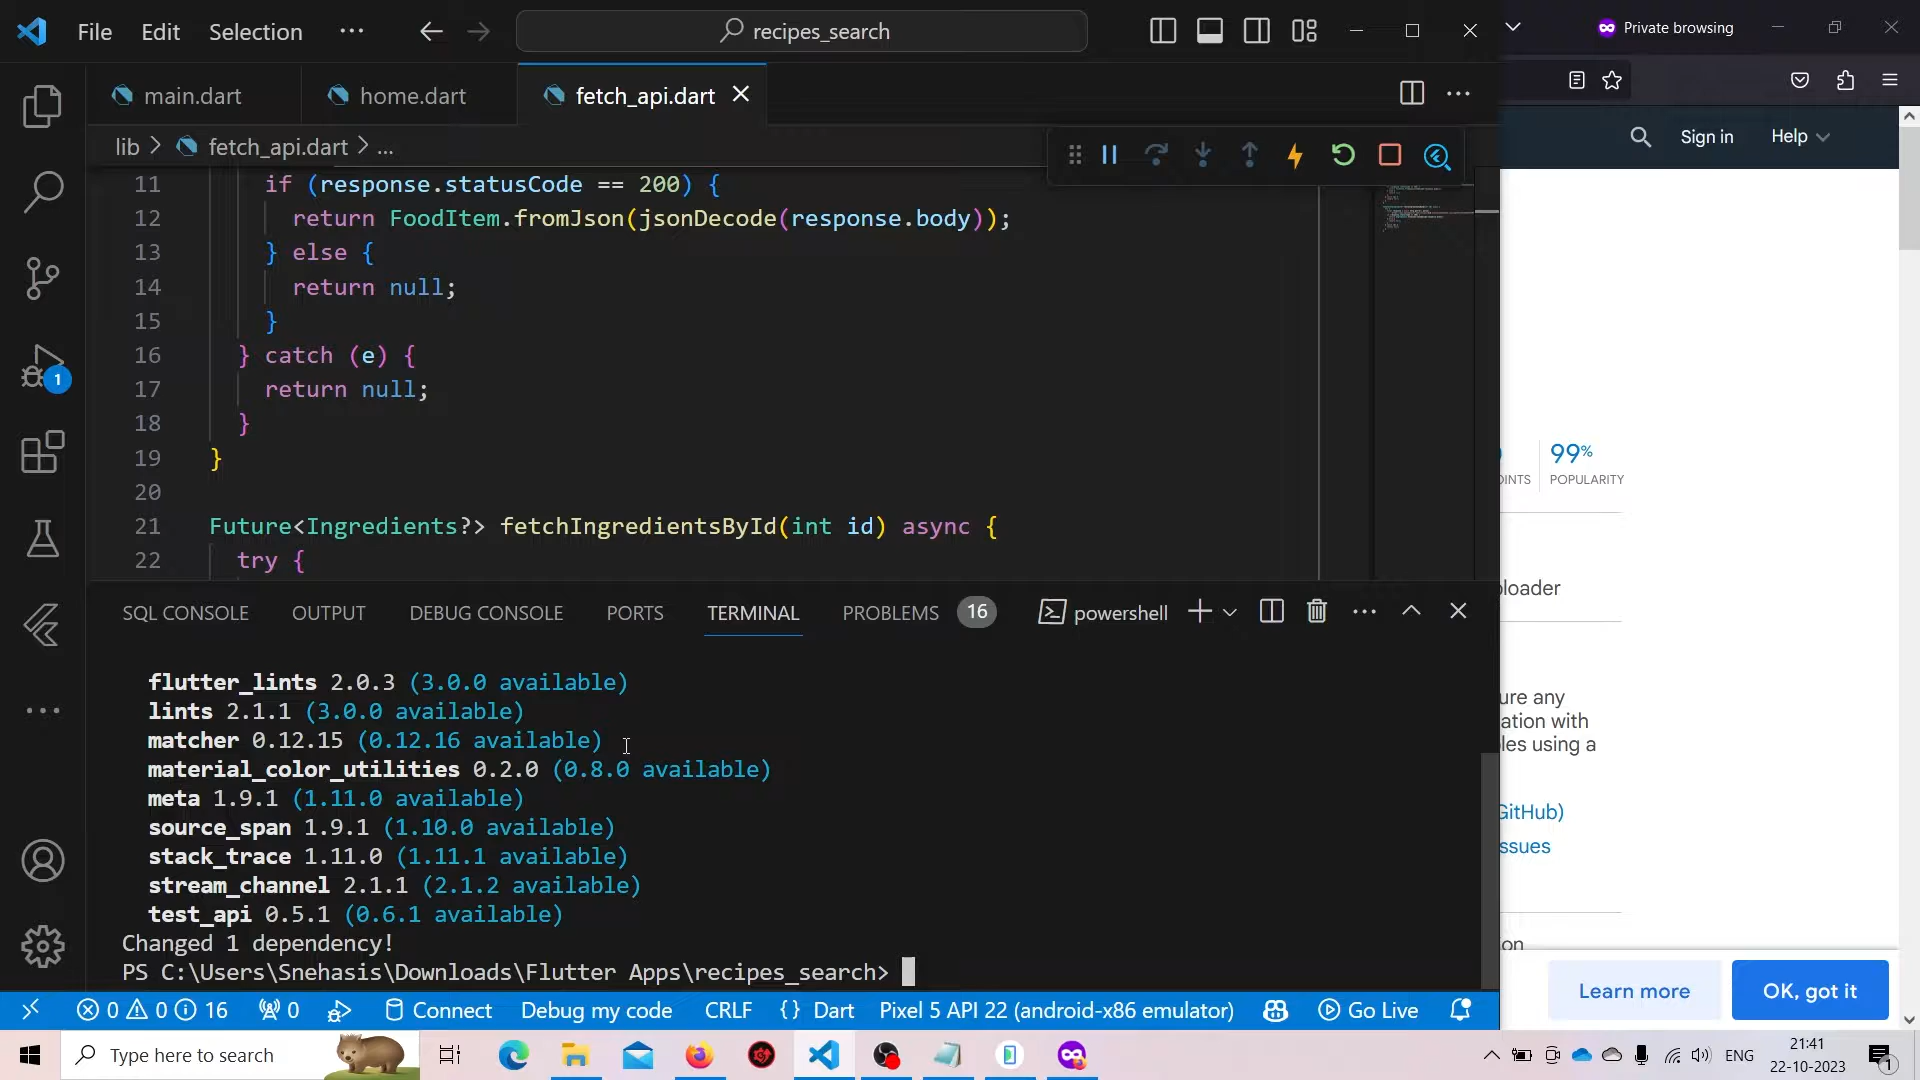 File Edit Selection ··· recipes_search
main.dart home.dart fetch_api.dart
lib > fetch_api.dart > ...
11 if (response.statusCode == 200) {
12 return FoodItem.fromJson(jsonDecode(response.body));
13 } else {
14 return null;
15 }
16 } catch (e) {
17 return null;
18 }
19 }
20
21 Future<Ingredients?> fetchIngredientsById(int id) async {
22 try {
1
SQL CONSOLE OUTPUT DEBUG CONSOLE PORTS TERMINAL PROBLEMS 16 powershell
flutter_lints 2.0.3 (3.0.0 available)
lints 2.1.1 (3.0.0 available)
matcher 0.12.15 (0.12.16 available)
material_color_utilities 0.2.0 (0.8.0 available)
meta 1.9.1 (1.11.0 available)
source_span 1.9.1 (1.10.0 available)
stack_trace 1.11.0 (1.11.1 available)
stream_channel 2.1.1 (2.1.2 available)
test_api 0.5.1 (0.6.1 available)
Changed 1 dependency!
PS C:\Users\Snehasis\Downloads\Flutter Apps\recipes_search>
0 0 16 0 Connect Debug my code CRLF {} Dart Pixel 5 API 22 (android-x86 emulator) Go Live
Private browsing
Sign in Help
99%
OINTS POPULARITY
loader
ure any
ation with
les using a
GitHub)
ssues
on
Learn more OK, got it
Type here to search
ENG 21:41
22-10-2023
1